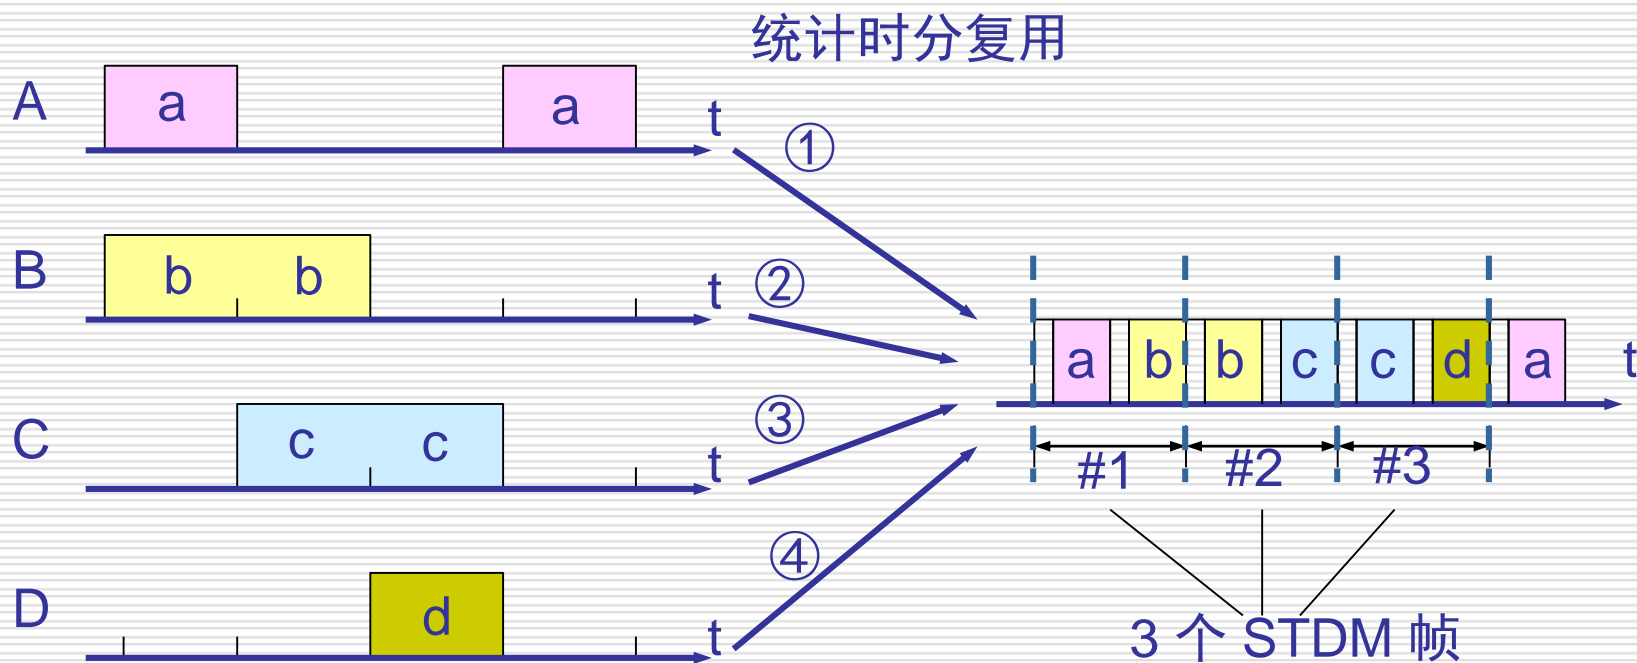 统计时分复用
A a a t
①
B b b t
②
a b b c c d a t
C c c t
③
#1 #2 #3
④
D d t
3 个 STDM 帧